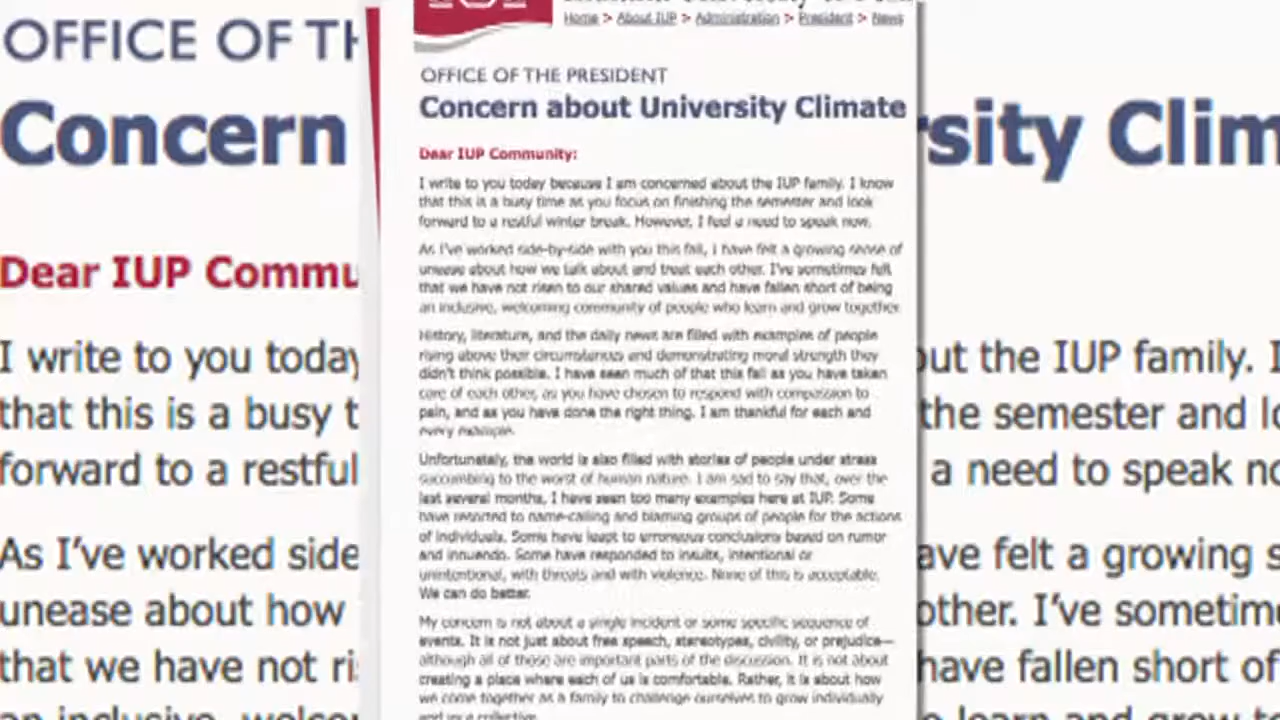 Home > About IUP > Administration > President > News
OFFICE OF THE PRESIDENT
Concern about University Climate
Dear IUP Community:
I write to you today because I am concerned about the IUP family. I know
that this is a busy time as you focus on finishing the semester and look
forward to a restful winter break. However, I feel a need to speak now.
As I've worked side-by-side with you this fall, I have felt a growing sense of
unease about how we talk about and treat each other. I've sometimes felt
that we have not risen to our shared values and have fallen short of being
an inclusive, welcoming community of people who learn and grow together.
History, literature, and the daily news are filled with examples of people
rising above their circumstances and demonstrating moral strength they
didn't think possible. I have seen much of that this fall as you have taken
care of each other, as you have chosen to respond with compassion to
pain, and as you have done the right thing. I am thankful for each and
every example.
Unfortunately, the world is also filled with stories of people under stress
succumbing to the worst of human nature. I am sad to say that, over the
last several months, I have seen too many examples here at IUP. Some
have resorted to name-calling and blaming groups of people for the actions
of individuals. Some have leapt to erroneous conclusions based on rumor
and innuendo. Some have responded to insults, intentional or
unintentional, with threats and with violence. None of this is acceptable.
We can do better.
My concern is not about a single incident or some specific sequence of
events. It is not just about free speech, stereotypes, civility, or prejudice—
although all of those are important parts of the discussion. It is not about
creating a place where each of us is comfortable. Rather, it is about how
we come together as a family to challenge ourselves to grow individually
and as a collective.
OFFICE OF TH
Concern
rsity Clim
Dear IUP Commu
I write to you today
out the IUP family. I
that this is a busy t
the semester and lo
forward to a restful
a need to speak no
As I've worked side
ave felt a growing s
unease about how
other. I've sometim
that we have not ri
have fallen short of
an inclusive, welco
learn and grow to